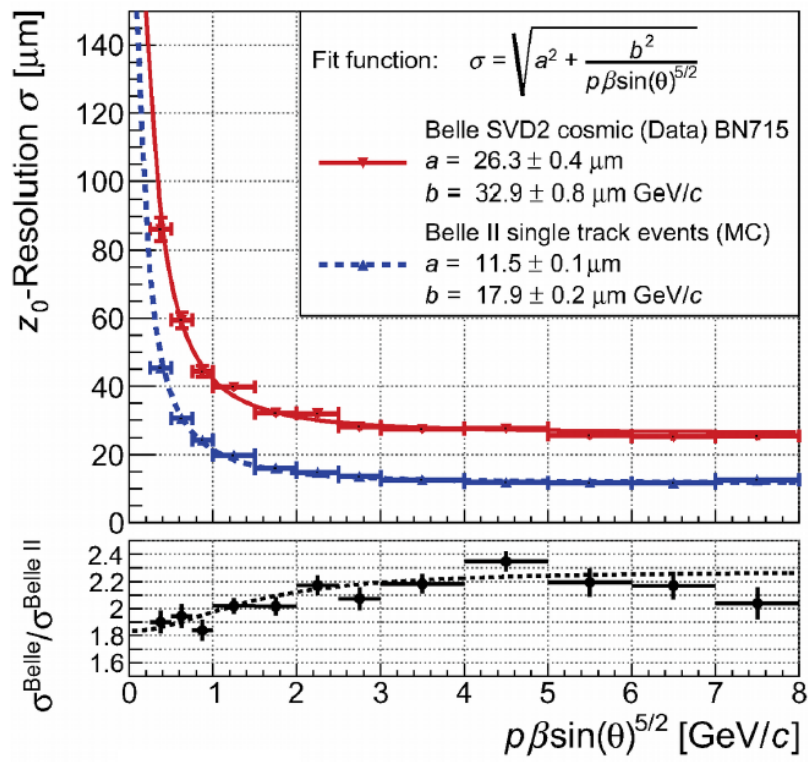 z₀-Resolution σ [μm]
140
120
100
80
60
40
20
0
Fit function: σ = √(a² + b² / pβsin(θ)^5/2)
Belle SVD2 cosmic (Data) BN715
a = 26.3 ± 0.4 μm
b = 32.9 ± 0.8 μm GeV/c
Belle II single track events (MC)
a = 11.5 ± 0.1 μm
b = 17.9 ± 0.2 μm GeV/c
σ^Belle/σ^Belle II
2.4
2.2
2
1.8
1.6
0 1 2 3 4 5 6 7 8
pβsin(θ)^5/2 [GeV/c]